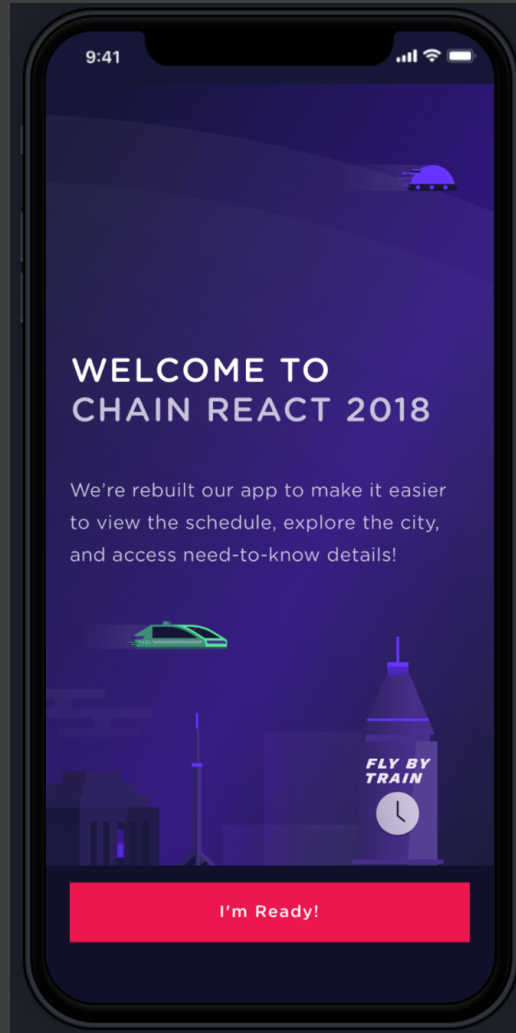 9:41
WELCOME TO
CHAIN REACT 2018
We're rebuilt our app to make it easier
to view the schedule, explore the city,
and access need-to-know details!
FLY BY
TRAIN
I'm Ready!